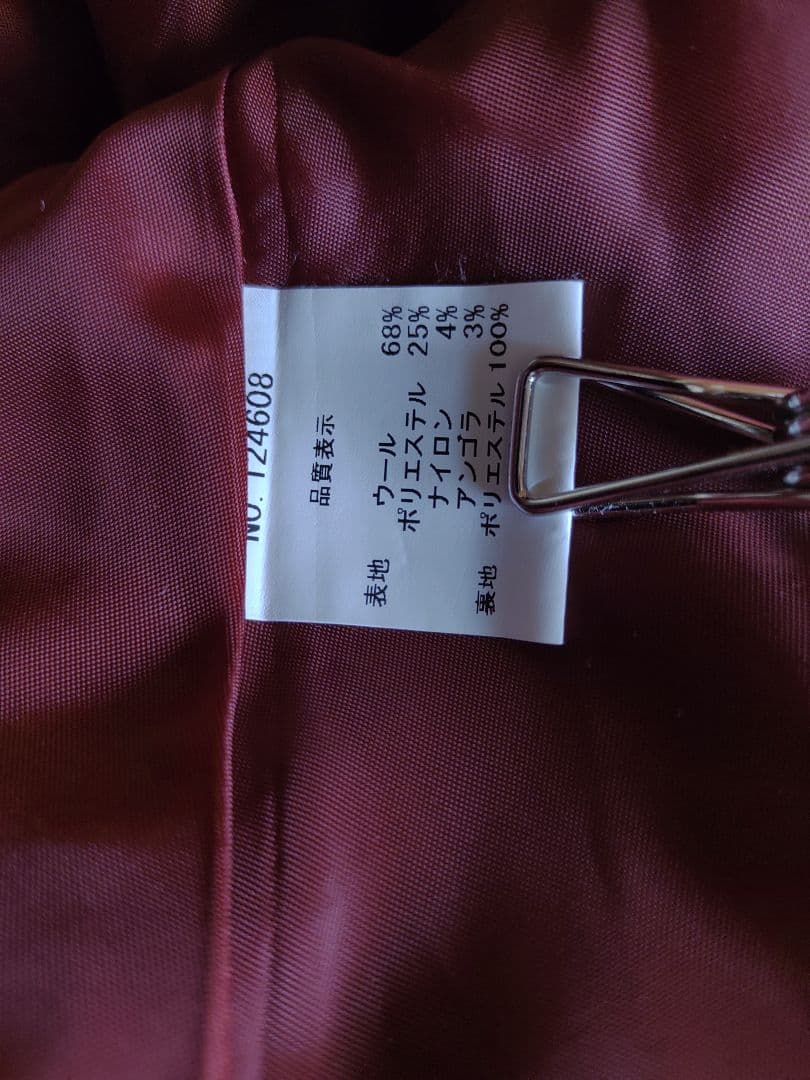 NO. 124608
品質表示
表地 ウール 68%
ポリエステル 25%
ナイロン 4%
アンゴラ 3%
裏地 ポリエステル 100%